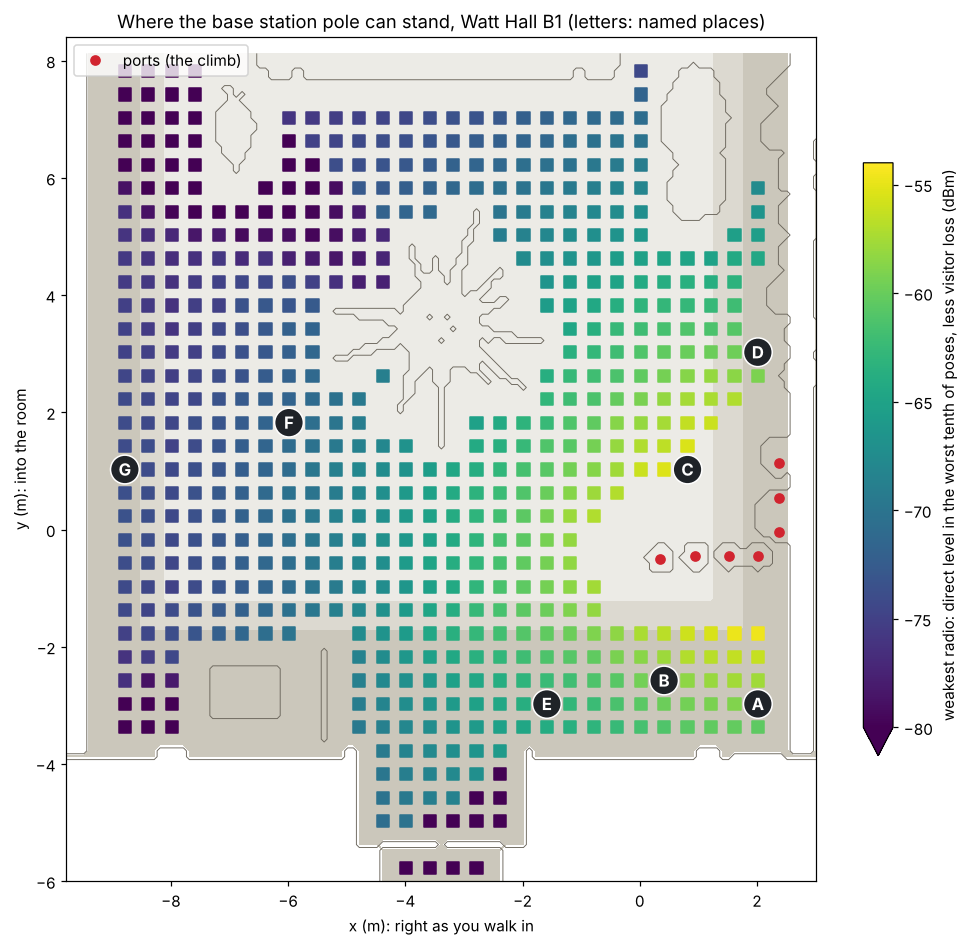 Where the base station pole can stand, Watt Hall B1 (letters: named places)
ports (the climb)
8
6
4
2
0
−2
−4
−6
y (m): into the room
D
F
G
C
B
E
A
−8
−6
−4
−2
0
2
x (m): right as you walk in
−55
−60
−65
−70
−75
−80
weakest radio: direct level in the worst tenth of poses, less visitor loss (dBm)